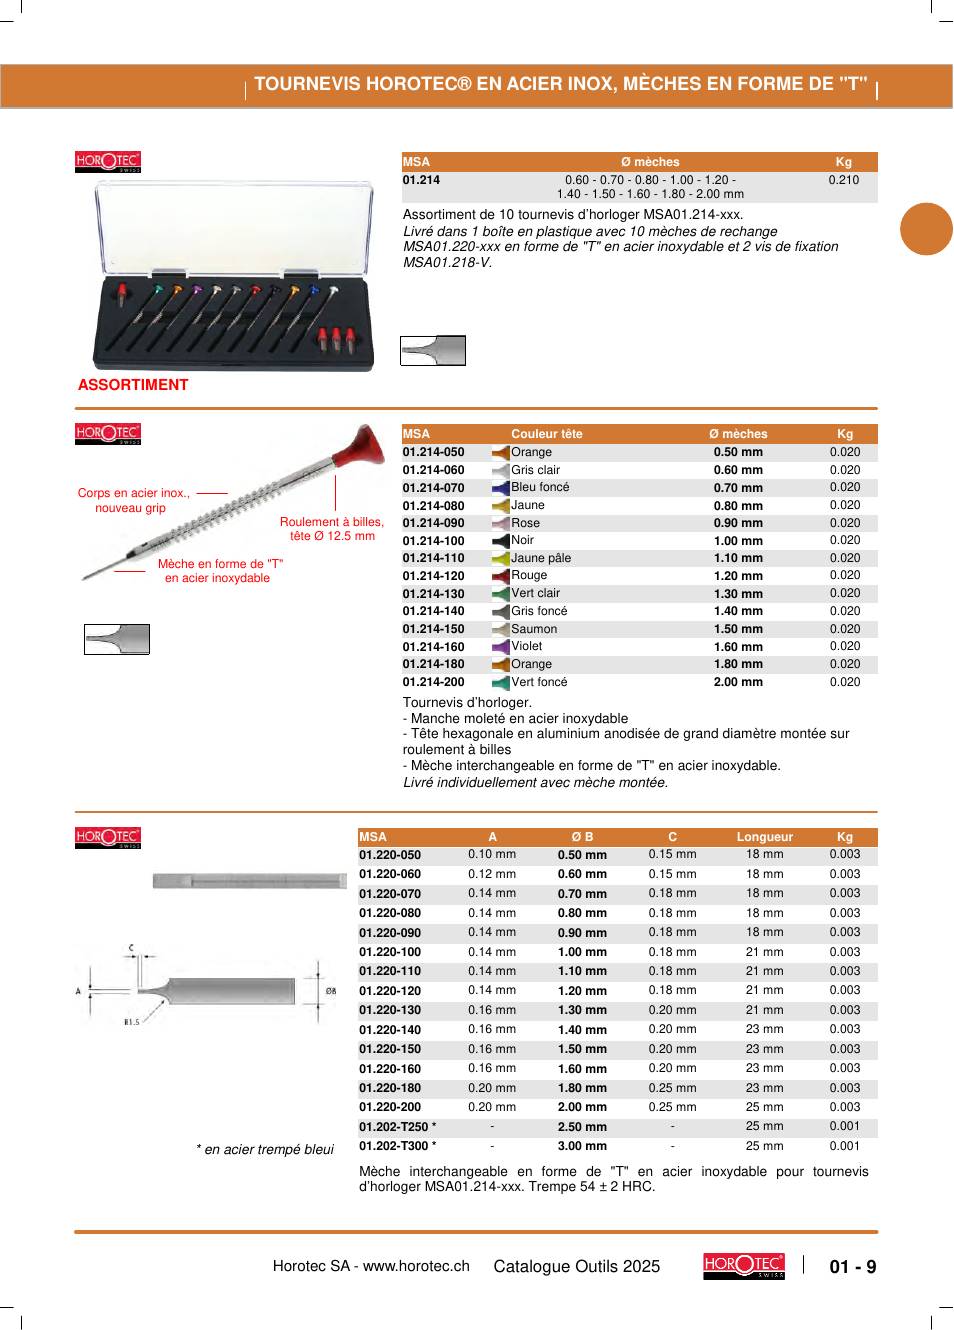 TOURNEVIS HOROTEC® EN ACIER INOX, MÈCHES EN FORME DE "T"
HOROTEC
SWISS
MSA Ø mèches Kg
01.214 0.60 - 0.70 - 0.80 - 1.00 - 1.20 - 0.210
1.40 - 1.50 - 1.60 - 1.80 - 2.00 mm
Assortiment de 10 tournevis d'horloger MSA01.214-xxx.
Livré dans 1 boîte en plastique avec 10 mèches de rechange
MSA01.220-xxx en forme de "T" en acier inoxydable et 2 vis de fixation
MSA01.218-V.
ASSORTIMENT
HOROTEC
SWISS
Corps en acier inox.,
nouveau grip
Roulement à billes,
tête Ø 12.5 mm
Mèche en forme de "T"
en acier inoxydable
MSA Couleur tête Ø mèches Kg
01.214-050 Orange 0.50 mm 0.020
01.214-060 Gris clair 0.60 mm 0.020
01.214-070 Bleu foncé 0.70 mm 0.020
01.214-080 Jaune 0.80 mm 0.020
01.214-090 Rose 0.90 mm 0.020
01.214-100 Noir 1.00 mm 0.020
01.214-110 Jaune pâle 1.10 mm 0.020
01.214-120 Rouge 1.20 mm 0.020
01.214-130 Vert clair 1.30 mm 0.020
01.214-140 Gris foncé 1.40 mm 0.020
01.214-150 Saumon 1.50 mm 0.020
01.214-160 Violet 1.60 mm 0.020
01.214-180 Orange 1.80 mm 0.020
01.214-200 Vert foncé 2.00 mm 0.020
Tournevis d'horloger.
- Manche moleté en acier inoxydable
- Tête hexagonale en aluminium anodisée de grand diamètre montée sur
roulement à billes
- Mèche interchangeable en forme de "T" en acier inoxydable.
Livré individuellement avec mèche montée.
HOROTEC
SWISS
C
A
ØB
R1.5
* en acier trempé bleui
MSA A Ø B C Longueur Kg
01.220-050 0.10 mm 0.50 mm 0.15 mm 18 mm 0.003
01.220-060 0.12 mm 0.60 mm 0.15 mm 18 mm 0.003
01.220-070 0.14 mm 0.70 mm 0.18 mm 18 mm 0.003
01.220-080 0.14 mm 0.80 mm 0.18 mm 18 mm 0.003
01.220-090 0.14 mm 0.90 mm 0.18 mm 18 mm 0.003
01.220-100 0.14 mm 1.00 mm 0.18 mm 21 mm 0.003
01.220-110 0.14 mm 1.10 mm 0.18 mm 21 mm 0.003
01.220-120 0.14 mm 1.20 mm 0.18 mm 21 mm 0.003
01.220-130 0.16 mm 1.30 mm 0.20 mm 21 mm 0.003
01.220-140 0.16 mm 1.40 mm 0.20 mm 23 mm 0.003
01.220-150 0.16 mm 1.50 mm 0.20 mm 23 mm 0.003
01.220-160 0.16 mm 1.60 mm 0.20 mm 23 mm 0.003
01.220-180 0.20 mm 1.80 mm 0.25 mm 23 mm 0.003
01.220-200 0.20 mm 2.00 mm 0.25 mm 25 mm 0.003
01.202-T250 * - 2.50 mm - 25 mm 0.001
01.202-T300 * - 3.00 mm - 25 mm 0.001
Mèche interchangeable en forme de "T" en acier inoxydable pour tournevis
d'horloger MSA01.214-xxx. Trempe 54 ± 2 HRC.
Horotec SA - www.horotec.ch Catalogue Outils 2025 HOROTEC SWISS 01 - 9